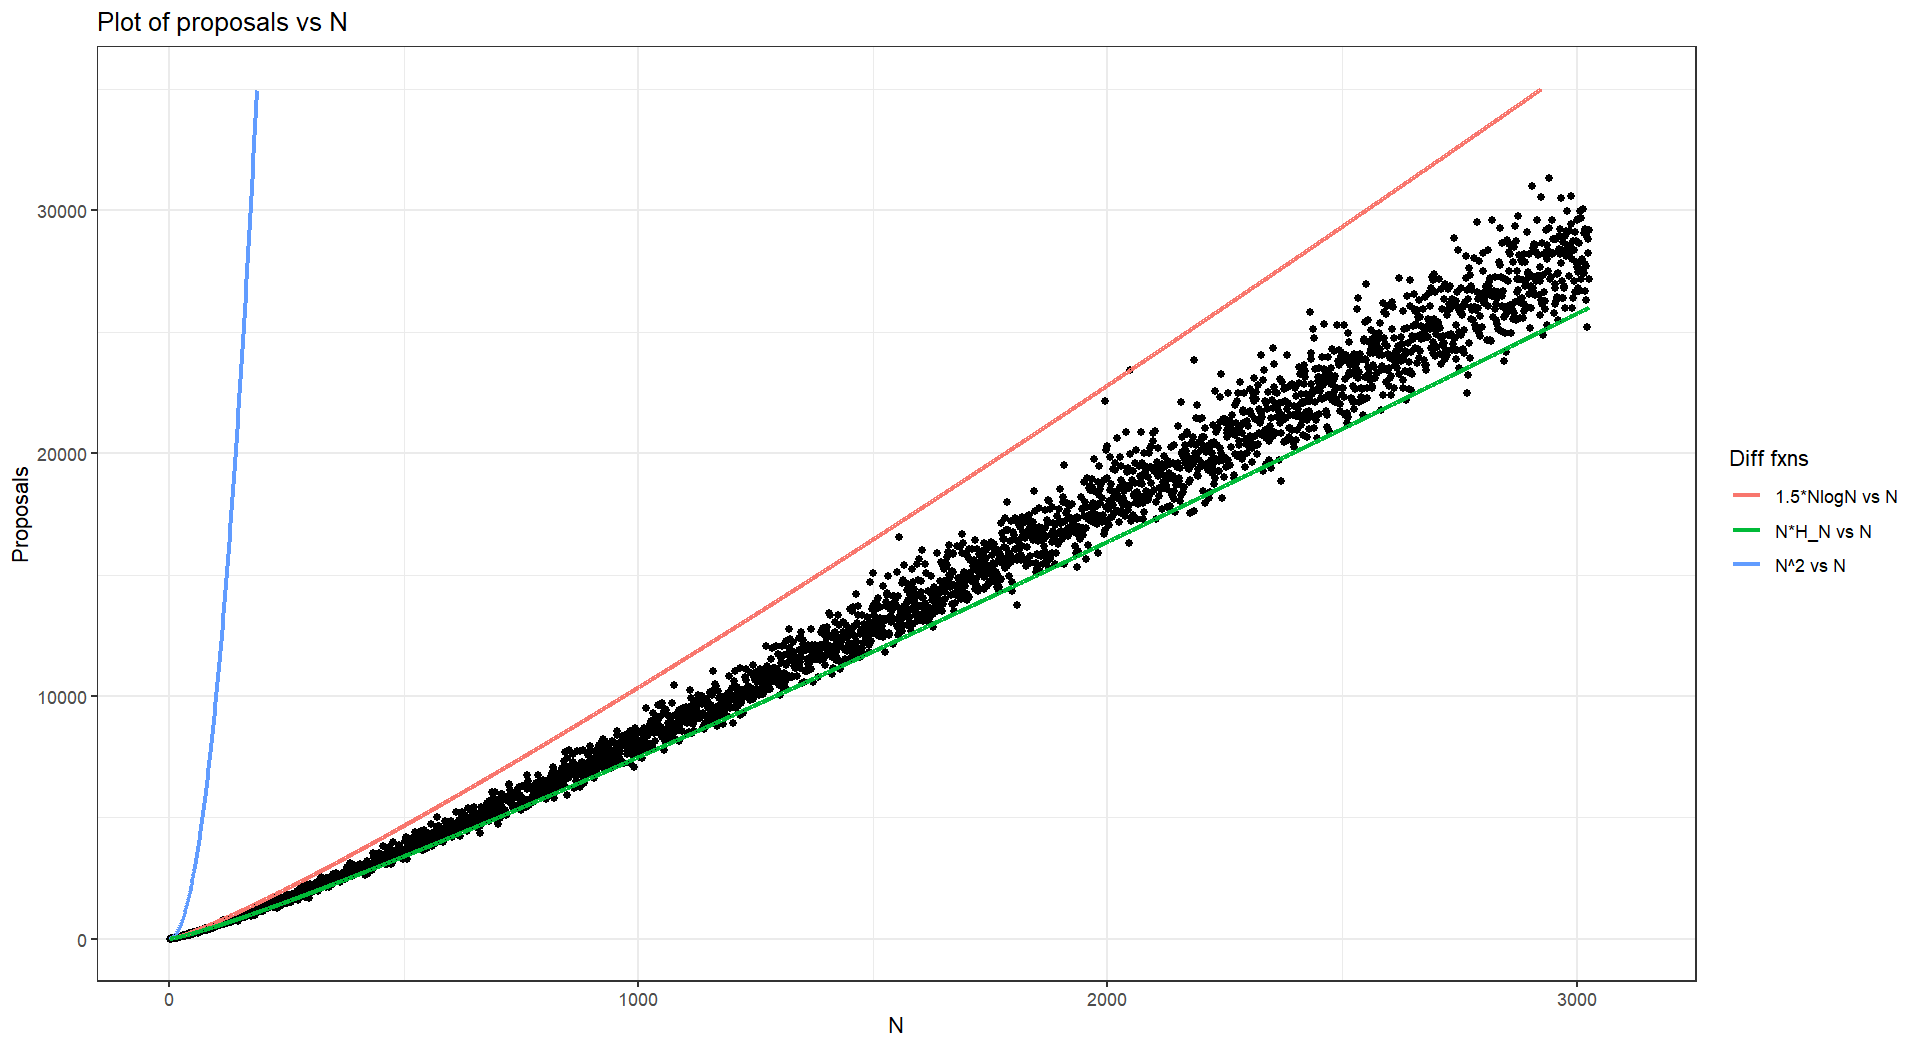 Plot of proposals vs N
Proposals
30000
20000
10000
0
0
1000
2000
3000
N
Diff fxns
1.5*NlogN vs N
N*H_N vs N
N^2 vs N